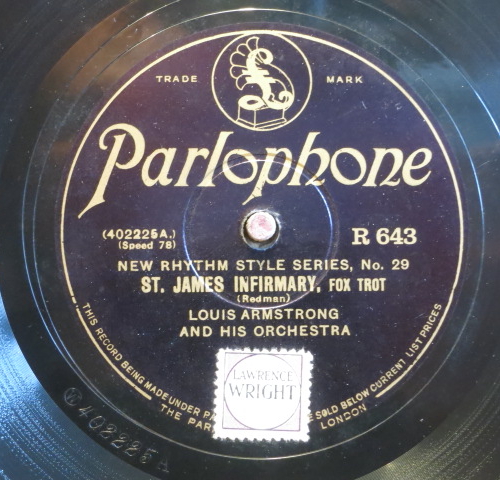 TRADE MARK
Parlophone
(402225A.)
(Speed 78)
R 643
NEW RHYTHM STYLE SERIES, No. 29
ST. JAMES INFIRMARY, FOX TROT
(Redman)
LOUIS ARMSTRONG
AND HIS ORCHESTRA
THIS RECORD BEING MADE UNDER PA
SOLD BELOW CURRENT LIST PRICES
THE PAR
LONDON
LAWRENCE
WRIGHT
W 402225 A